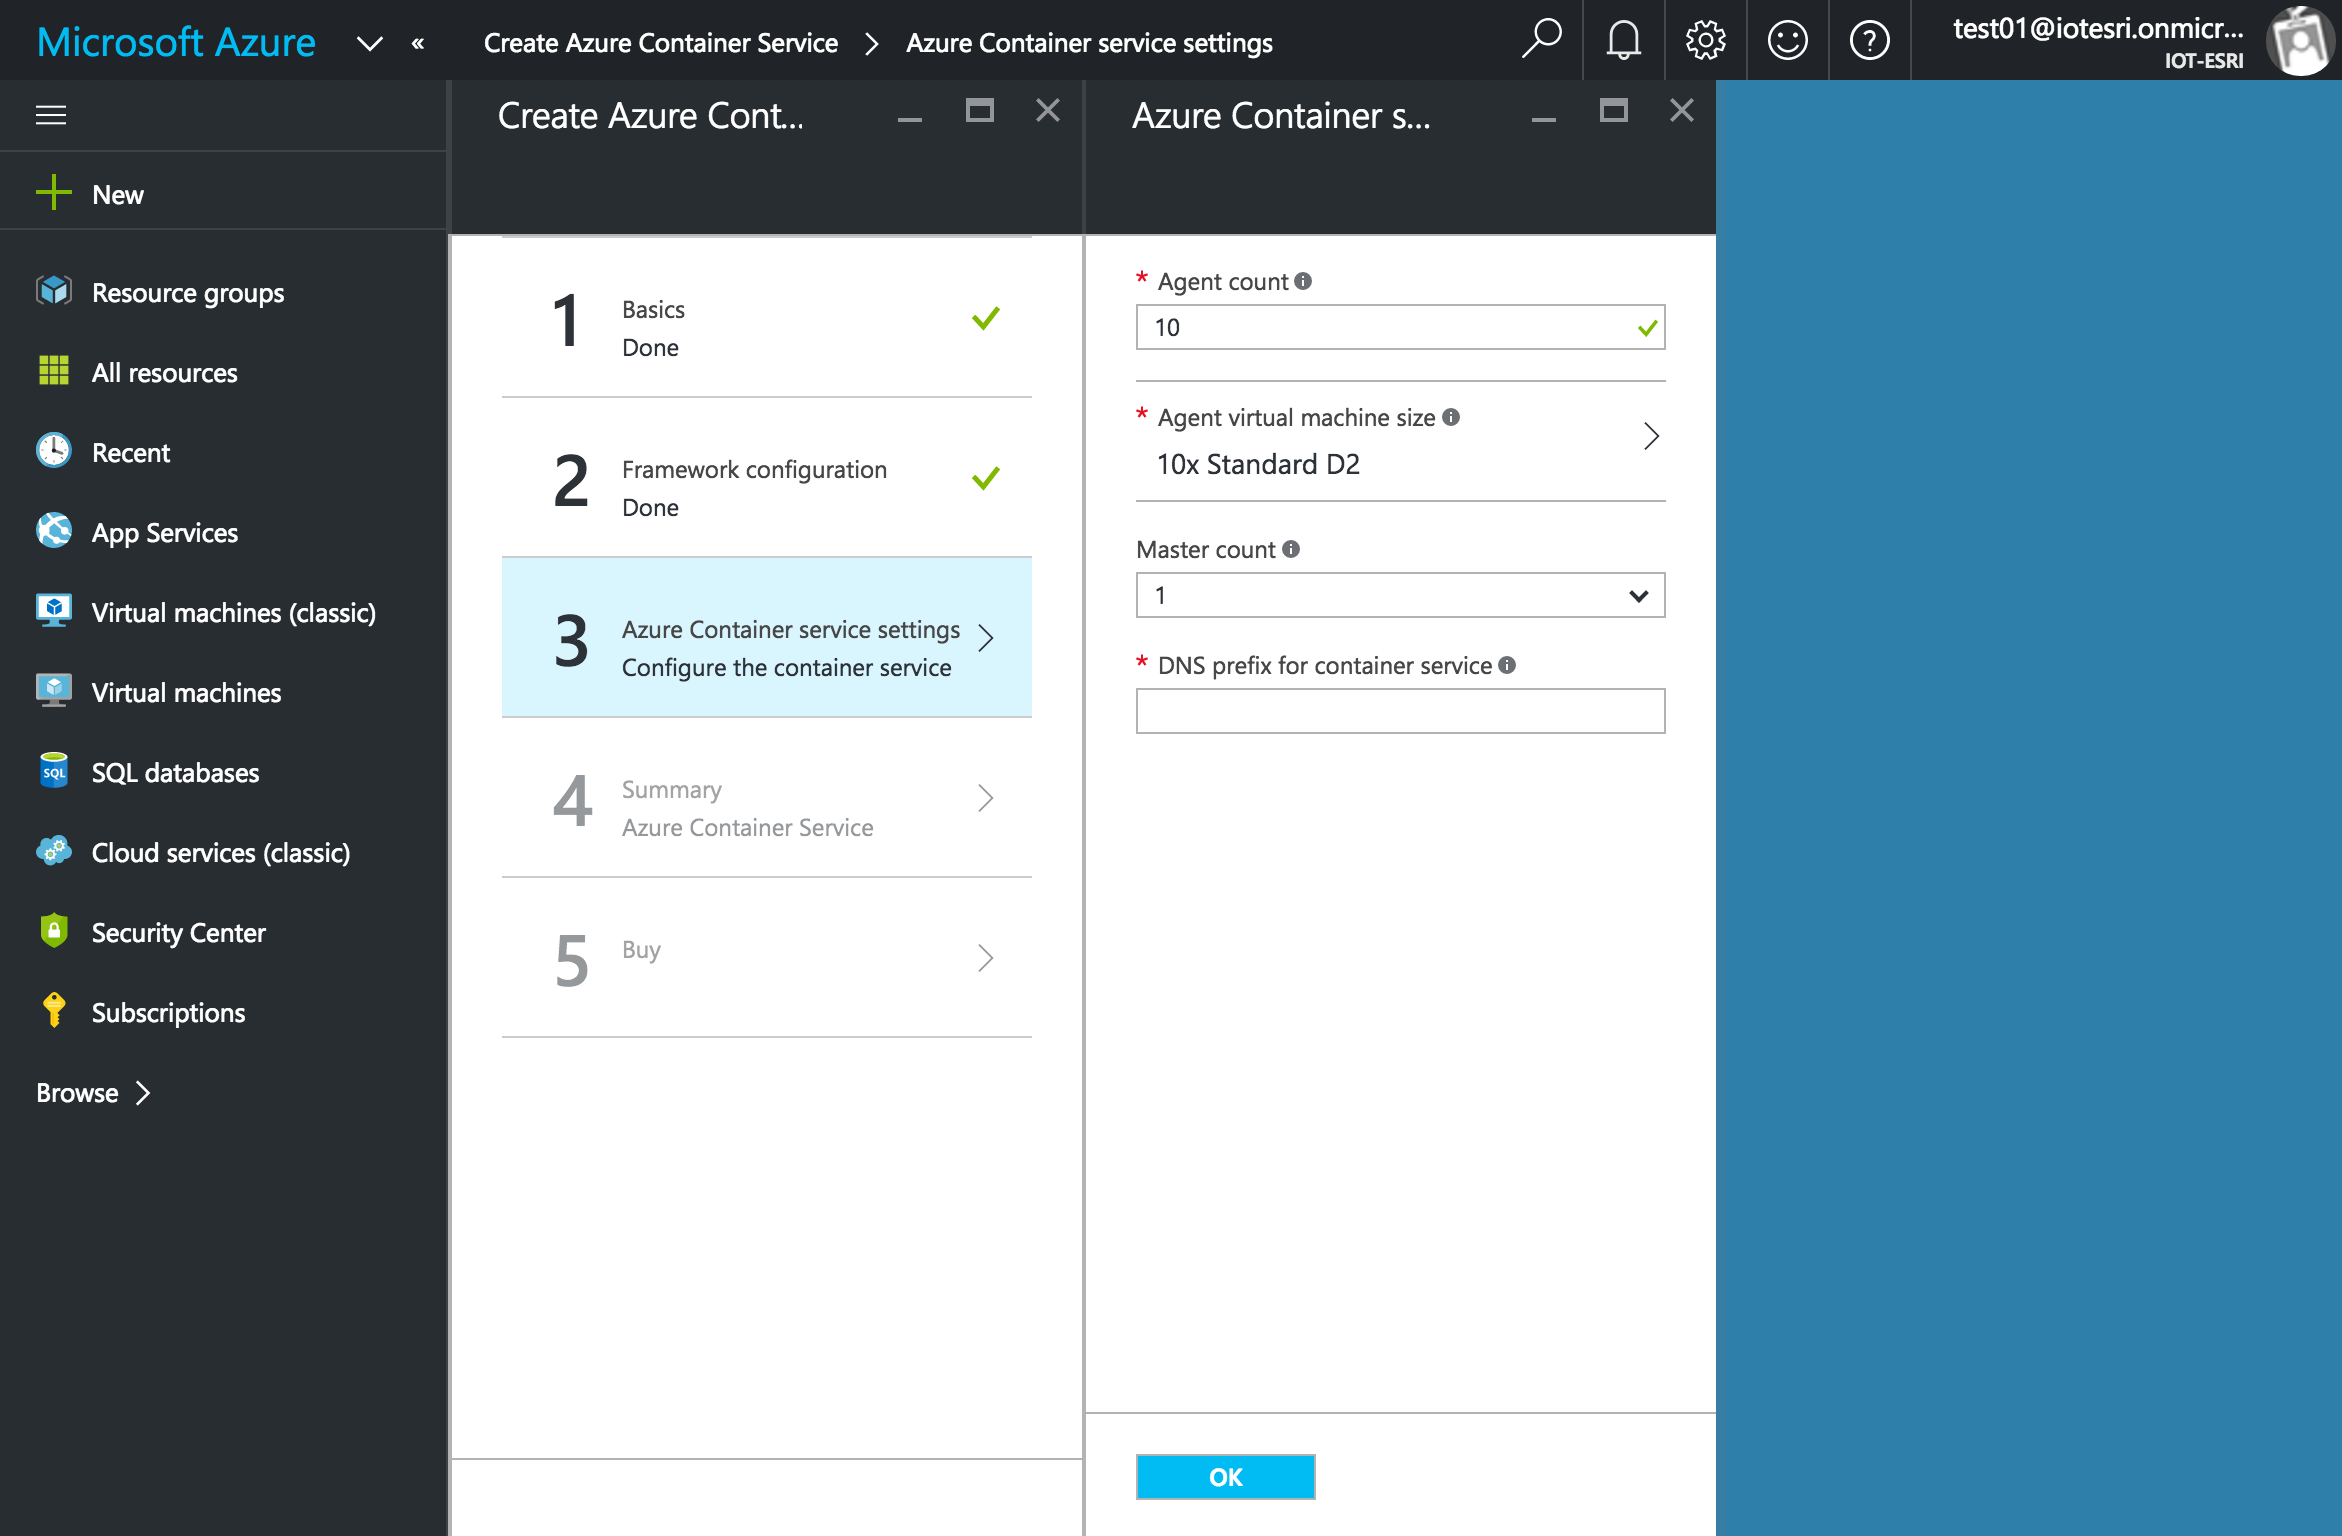 Microsoft Azure
«
Create Azure Container Service > Azure Container service settings
test01@iotesri.onmicr...
IOT-ESRI
New
Resource groups
All resources
Recent
App Services
Virtual machines (classic)
Virtual machines
SQL
SQL databases
Cloud services (classic)
Security Center
Subscriptions
Browse >
Create Azure Cont...
1
Basics
Done
2
Framework configuration
Done
3
Azure Container service settings
Configure the container service
4
Summary
Azure Container Service
5
Buy
Azure Container s...
* Agent count
10
* Agent virtual machine size
10x Standard D2
Master count
1
* DNS prefix for container service
OK